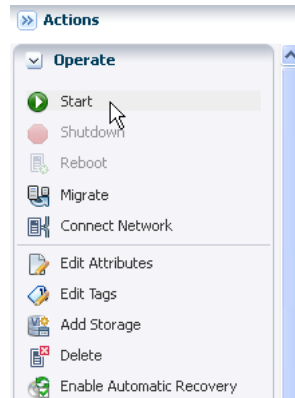 Actions
Operate
Start
Shutdown
Reboot
Migrate
Connect Network
Edit Attributes
Edit Tags
Add Storage
Delete
Enable Automatic Recovery